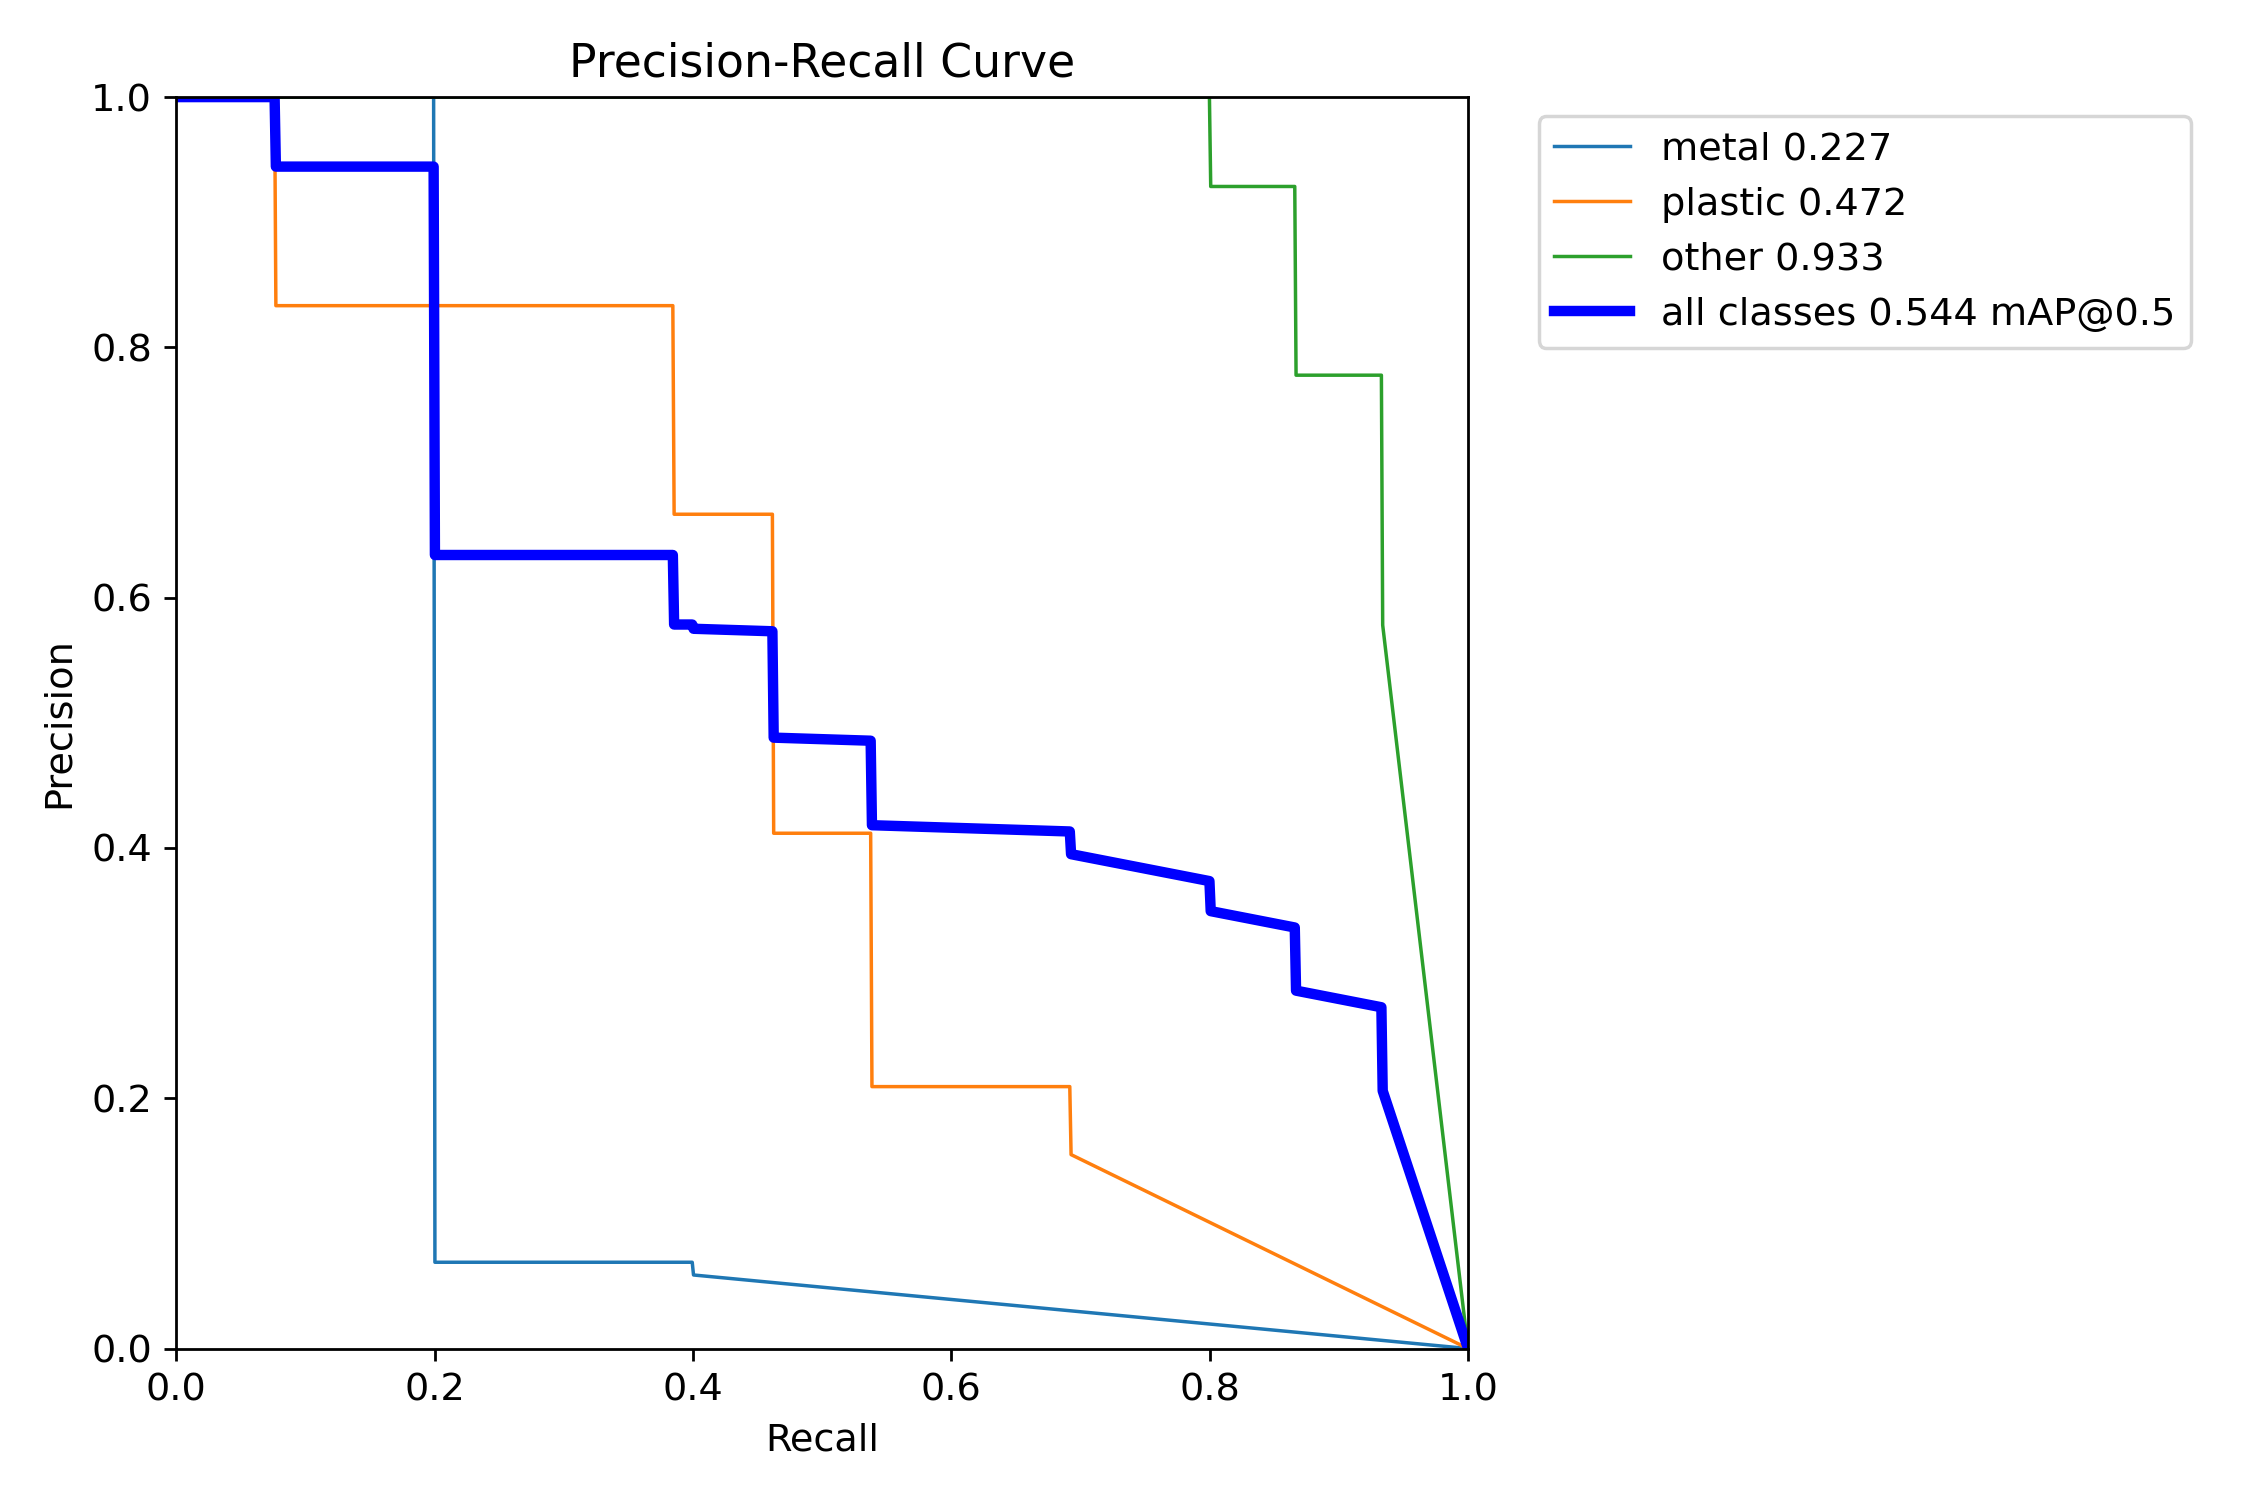 Precision-Recall Curve
1.0
0.8
0.6
0.4
0.2
0.0
Precision
0.0 0.2 0.4 0.6 0.8 1.0
Recall
metal 0.227
plastic 0.472
other 0.933
all classes 0.544 mAP@0.5